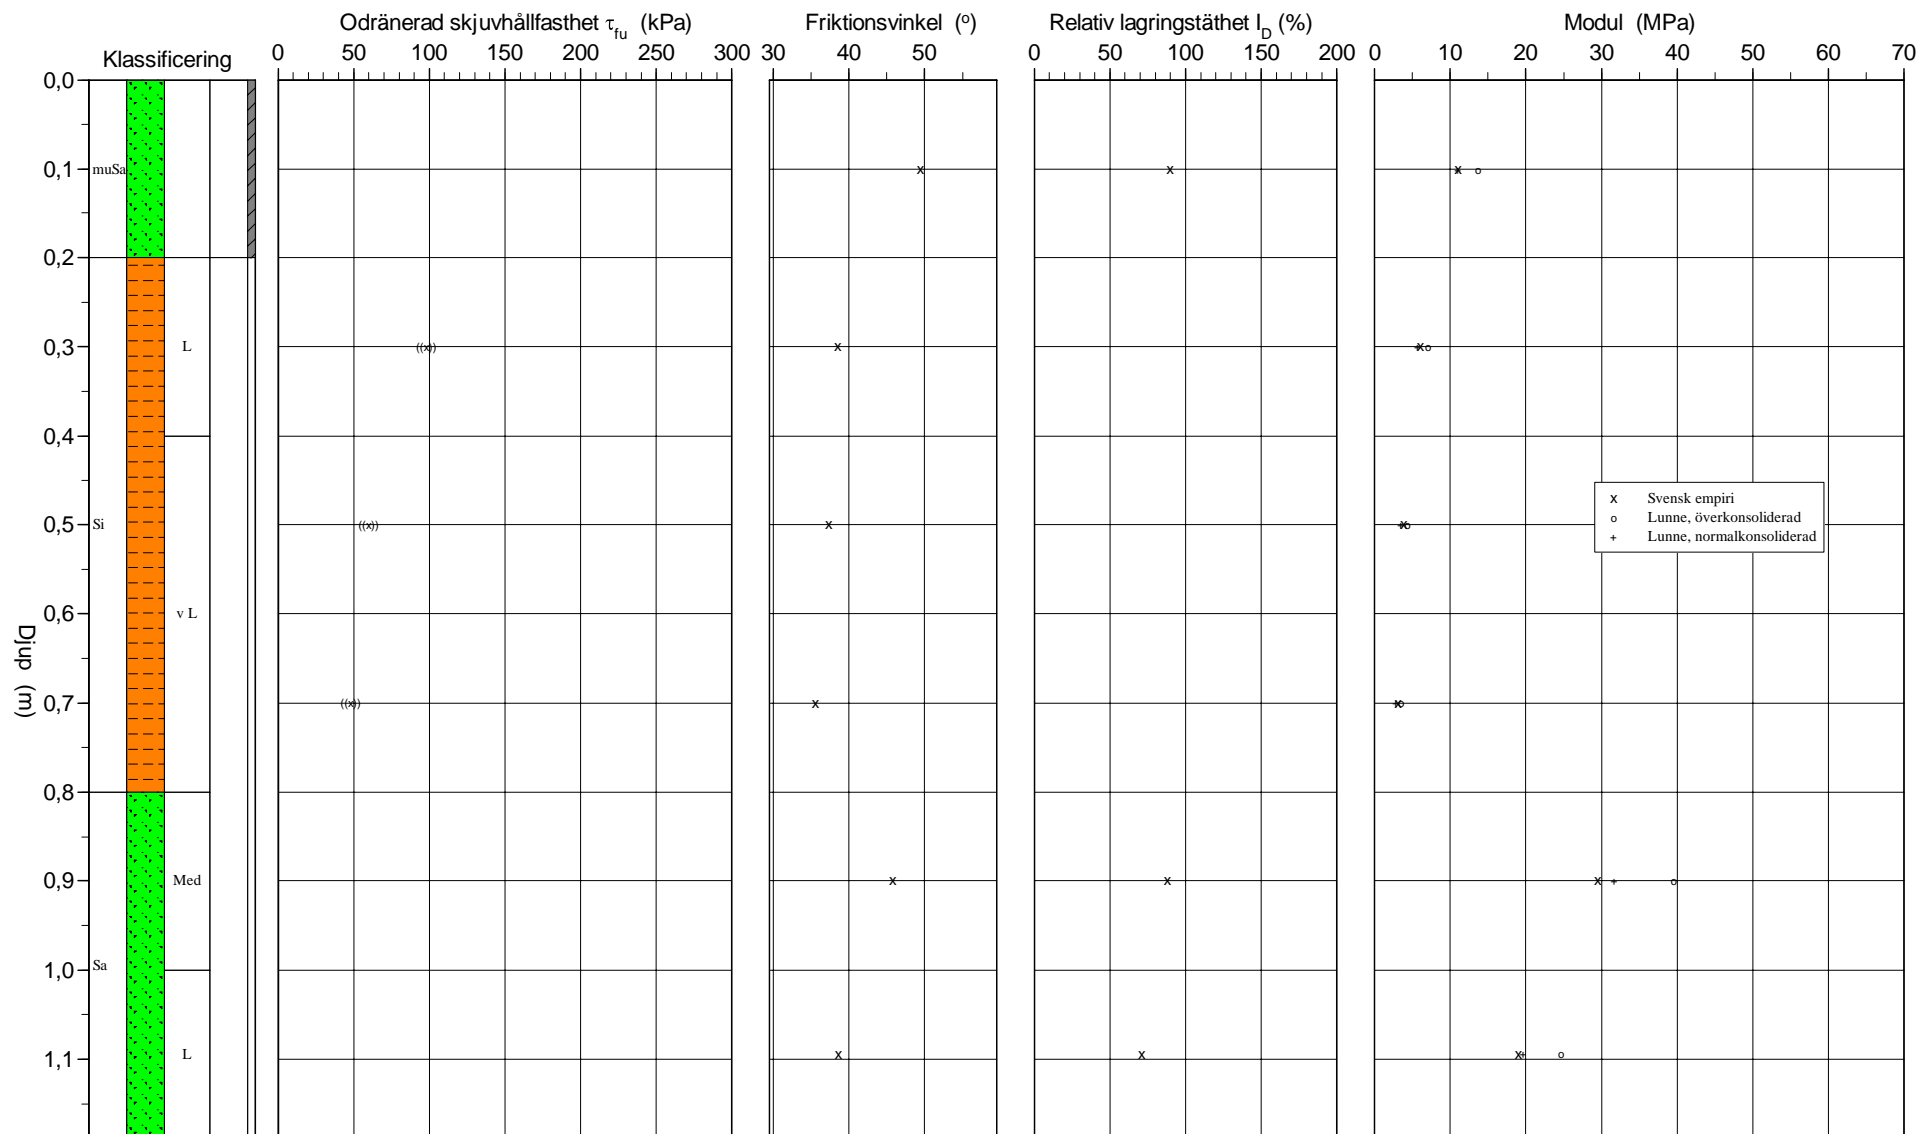 Odränerad skjuvhållfasthet τfu (kPa)
Friktionsvinkel (°)
Relativ lagringstäthet ID (%)
Modul (MPa)
Klassificering
0 50 100 150 200 250 300
30 40 50
0 50 100 150 200
0 10 20 30 40 50 60 70
0,0
0,1
0,2
0,3
0,4
0,5
0,6
0,7
0,8
0,9
1,0
1,1
Djup (m)
muSa
L
Si
v L
Med
Sa
L
((x))
((x))
((x))
x Svensk empiri
o Lunne, överkonsoliderad
+ Lunne, normalkonsoliderad